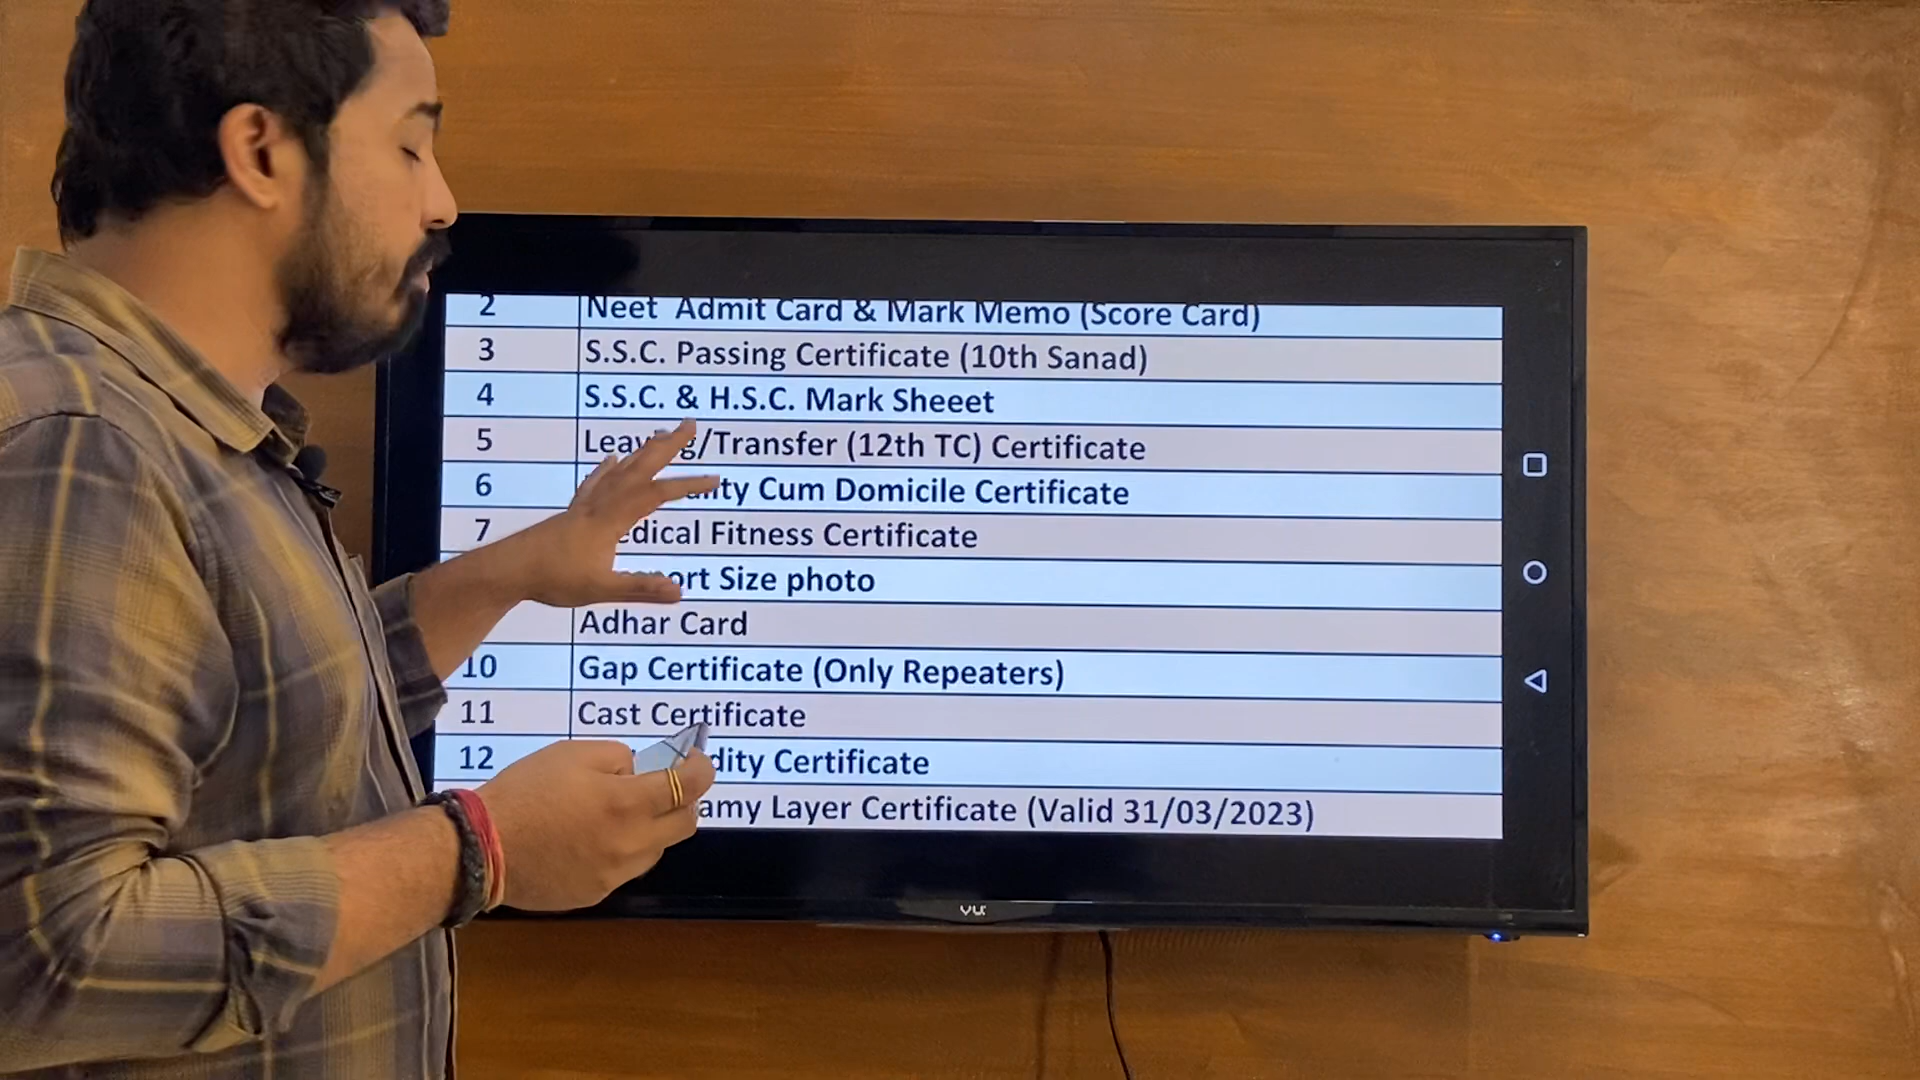 2 Neet Admit Card & Mark Memo (Score Card)
3 S.S.C. Passing Certificate (10th Sanad)
4 S.S.C. & H.S.C. Mark Sheeet
5 /Transfer (12th TC) Certificate
6 Cum Domicile Certificate
7 Fitness Certificate
Size photo
Adhar Card
10 Gap Certificate (Only Repeaters)
11 Cast Certificate
12 Certificate
Layer Certificate (Valid 31/03/2023)
VU